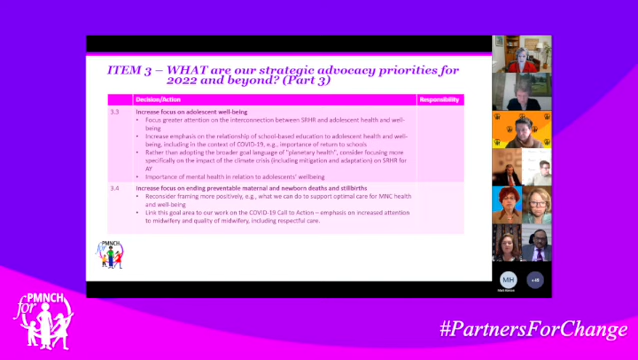 ITEM 3 – WHAT are our strategic advocacy priorities for
2022 and beyond? (Part 3)
Decision/Action
Responsibility
3.3
Increase focus on adolescent well-being
• Focus greater attention on the interconnection between SRHR and adolescent health and well-
being
• Increase emphasis on the relationship of school-based education to adolescent health and well-
being, including in the context of COVID-19, e.g., importance of return to schools
• Rather than adopting the broader goal language of "planetary health", consider focusing more
specifically on the impact of the climate crisis (including mitigation and adaptation) on SRHR for
AY
• Importance of mental health in relation to adolescents' wellbeing
3.4
Increase focus on ending preventable maternal and newborn deaths and stillbirths
• Reconsider framing more positively, e.g., what we can do to support optimal care for MNC health
and well-being
• Link this goal area to our work on the COVID-19 Call to Action – emphasis on increased attention
to midwifery and quality of midwifery, including respectful care.
PMNCH
for
MH
+48
PMNCH
for
#PartnersForChange